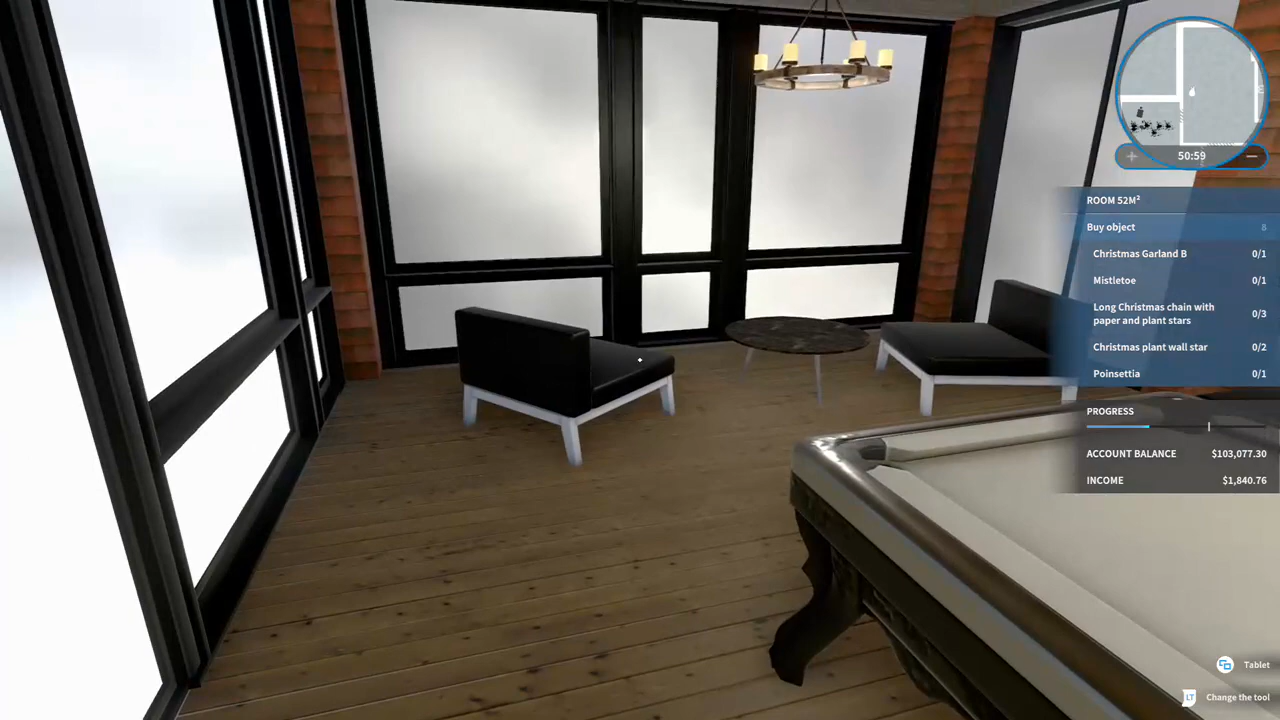 + 50:59 −
ROOM 52M²
Buy object B
Christmas Garland B 0/1
Mistletoe 0/1
Long Christmas chain with
paper and plant stars 0/3
Christmas plant wall star 0/2
Poinsettia 0/1
PROGRESS
ACCOUNT BALANCE $103,077.30
INCOME $1,840.76
Tablet
LT Change the tool